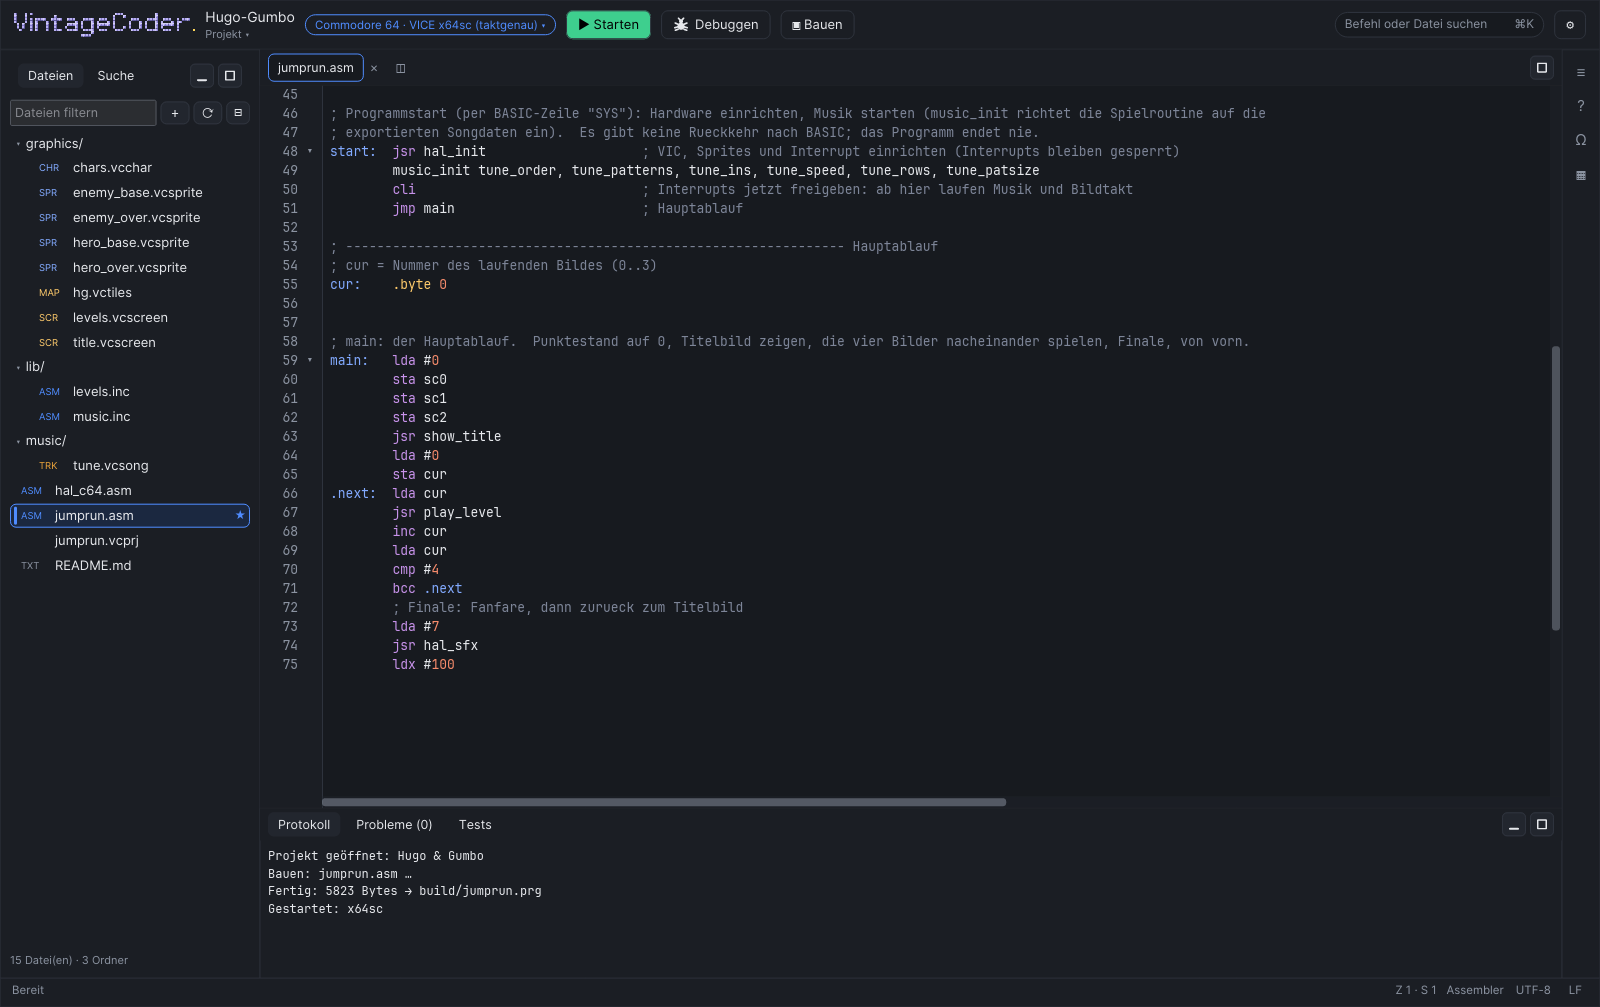 VintageCoder.
Hugo-Gumbo
Projekt ▾
Commodore 64 · VICE x64sc (taktgenau) ▾
▶ Starten
Debuggen
▣ Bauen
Befehl oder Datei suchen ⌘K
Dateien Suche
Dateien filtern
+
▾ graphics/
CHR chars.vcchar
SPR enemy_base.vcsprite
SPR enemy_over.vcsprite
SPR hero_base.vcsprite
SPR hero_over.vcsprite
MAP hg.vctiles
SCR levels.vcscreen
SCR title.vcscreen
▾ lib/
ASM levels.inc
ASM music.inc
▾ music/
TRK tune.vcsong
ASM hal_c64.asm
ASM jumprun.asm ★
jumprun.vcprj
TXT README.md
15 Datei(en) · 3 Ordner
jumprun.asm ×
45
46 ; Programmstart (per BASIC-Zeile "SYS"): Hardware einrichten, Musik starten (music_init richtet die Spielroutine auf die
47 ; exportierten Songdaten ein).  Es gibt keine Rueckkehr nach BASIC; das Programm endet nie.
48 ▾ start:  jsr hal_init                    ; VIC, Sprites und Interrupt einrichten (Interrupts bleiben gesperrt)
49         music_init tune_order, tune_patterns, tune_ins, tune_speed, tune_rows, tune_patsize
50         cli                             ; Interrupts jetzt freigeben: ab hier laufen Musik und Bildtakt
51         jmp main                        ; Hauptablauf
52
53 ; ---------------------------------------------------------------- Hauptablauf
54 ; cur = Nummer des laufenden Bildes (0..3)
55 cur:    .byte 0
56
57
58 ; main: der Hauptablauf.  Punktestand auf 0, Titelbild zeigen, die vier Bilder nacheinander spielen, Finale, von vorn.
59 ▾ main:   lda #0
60         sta sc0
61         sta sc1
62         sta sc2
63         jsr show_title
64         lda #0
65         sta cur
66 .next:  lda cur
67         jsr play_level
68         inc cur
69         lda cur
70         cmp #4
71         bcc .next
72         ; Finale: Fanfare, dann zurueck zum Titelbild
73         lda #7
74         jsr hal_sfx
75         ldx #100
≡
?
Ω
Protokoll Probleme (0) Tests
Projekt geöffnet: Hugo & Gumbo
Bauen: jumprun.asm …
Fertig: 5823 Bytes → build/jumprun.prg
Gestartet: x64sc
Bereit
Z 1 · S 1 Assembler UTF-8 LF